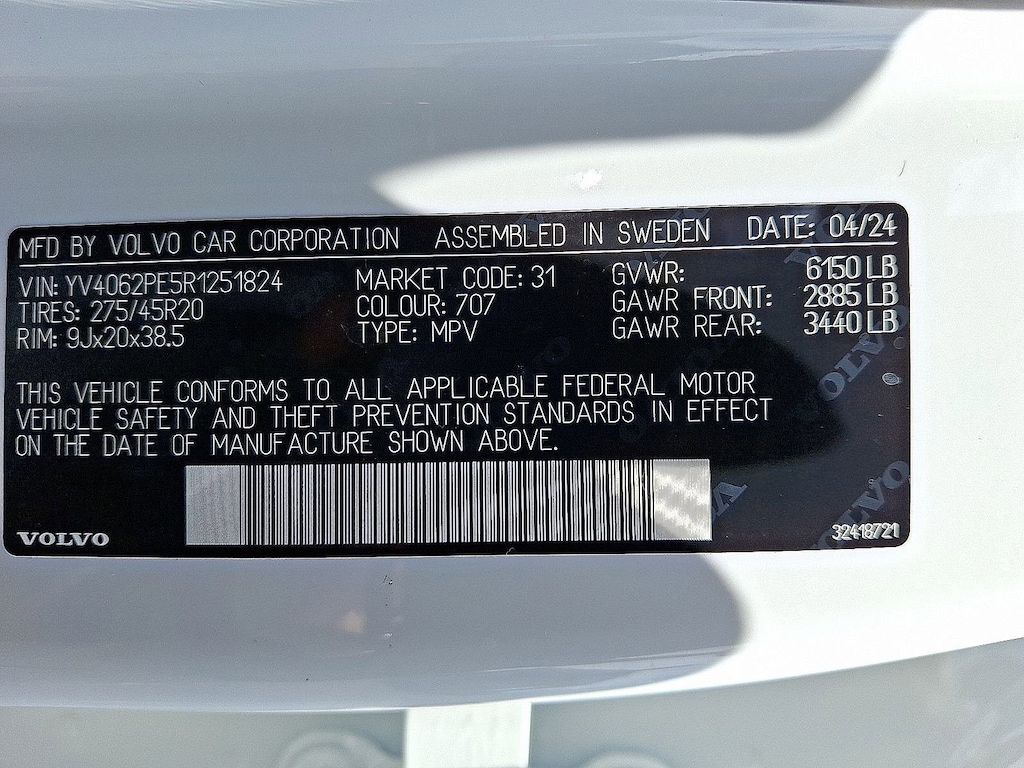 MFD BY VOLVO CAR CORPORATION ASSEMBLED IN SWEDEN DATE: 04/24
VIN: YV4062PE5R1251824 MARKET CODE: 31 GVWR: 6150 LB
TIRES: 275/45R20 COLOUR: 707 GAWR FRONT: 2885 LB
RIM: 9Jx20x38.5 TYPE: MPV GAWR REAR: 3440 LB
THIS VEHICLE CONFORMS TO ALL APPLICABLE FEDERAL MOTOR
VEHICLE SAFETY AND THEFT PREVENTION STANDARDS IN EFFECT
ON THE DATE OF MANUFACTURE SHOWN ABOVE.
VOLVO 32418721